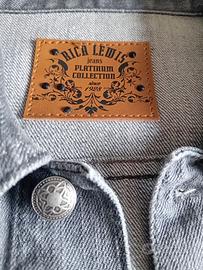 RICA LEWIS
jeans
PLATINUM
COLLECTION
since
1928